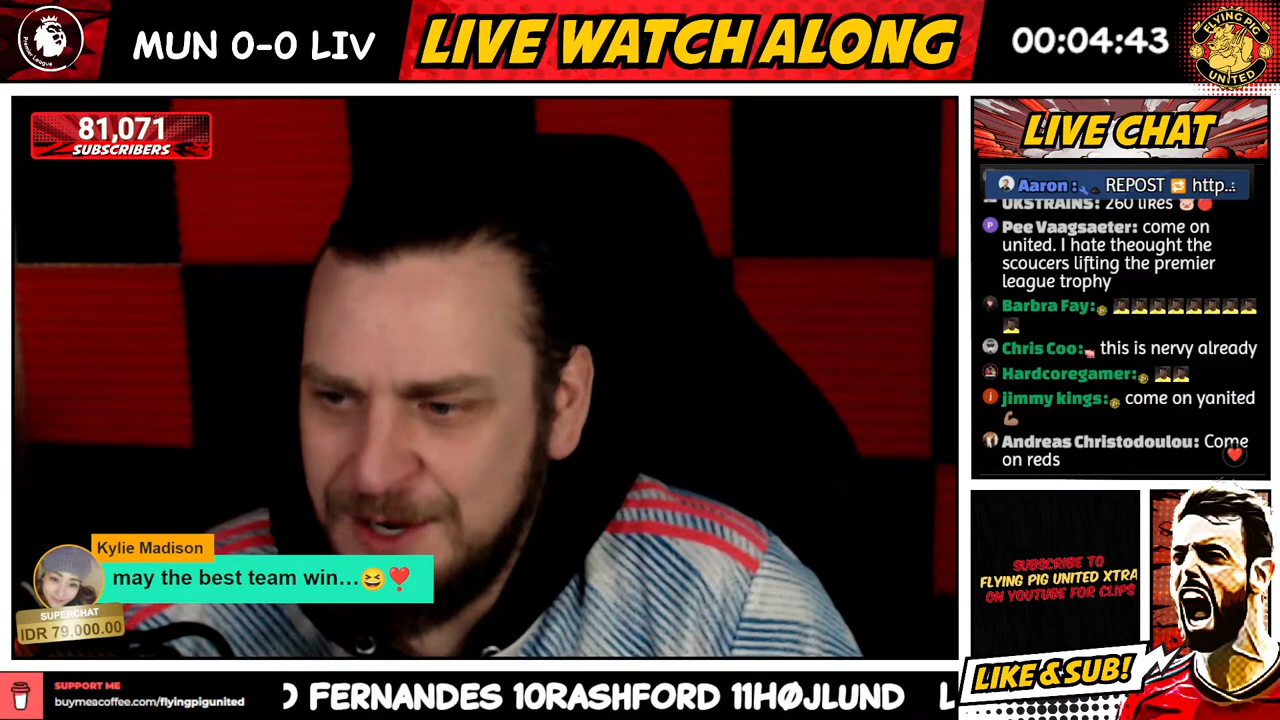 Premier League
MUN 0-0 LIV
LIVE WATCH ALONG
00:04:43
FLYING PIG
UNITED
81,071
SUBSCRIBERS
LIVE CHAT
Aaron : REPOST 🔁 http...
UKSTRAINS: 260 likes 🐷🔴
Pee Vaagsaeter: come on
united. I hate theought the
scoucers lifting the premier
league trophy
Barbra Fay:
Chris Coo: this is nervy already
Hardcoregamer:
jimmy kings: come on yanited
💪🏽
Andreas Christodoulou: Come
on reds
Kylie Madison
may the best team win...😆❤️
SUPERCHAT
IDR 79,000.00
SUBSCRIBE TO
FLYING PIG UNITED XTRA
ON YOUTUBE FOR CLIPS
LIKE & SUB!
SUPPORT ME
buymeacoffee.com/flyingpigunited
FERNANDES 10RASHFORD 11HØJLUND L